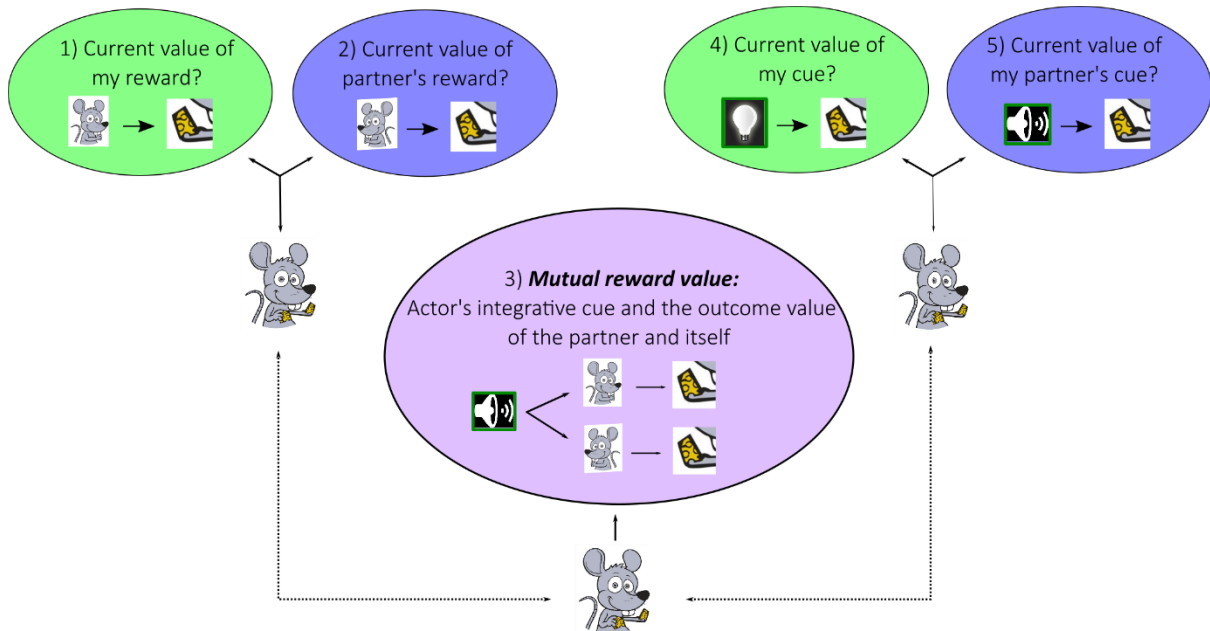 1) Current value of
my reward?
2) Current value of
partner's reward?
4) Current value of
my cue?
5) Current value of
my partner's cue?
3) Mutual reward value:
Actor's integrative cue and the outcome value
of the partner and itself